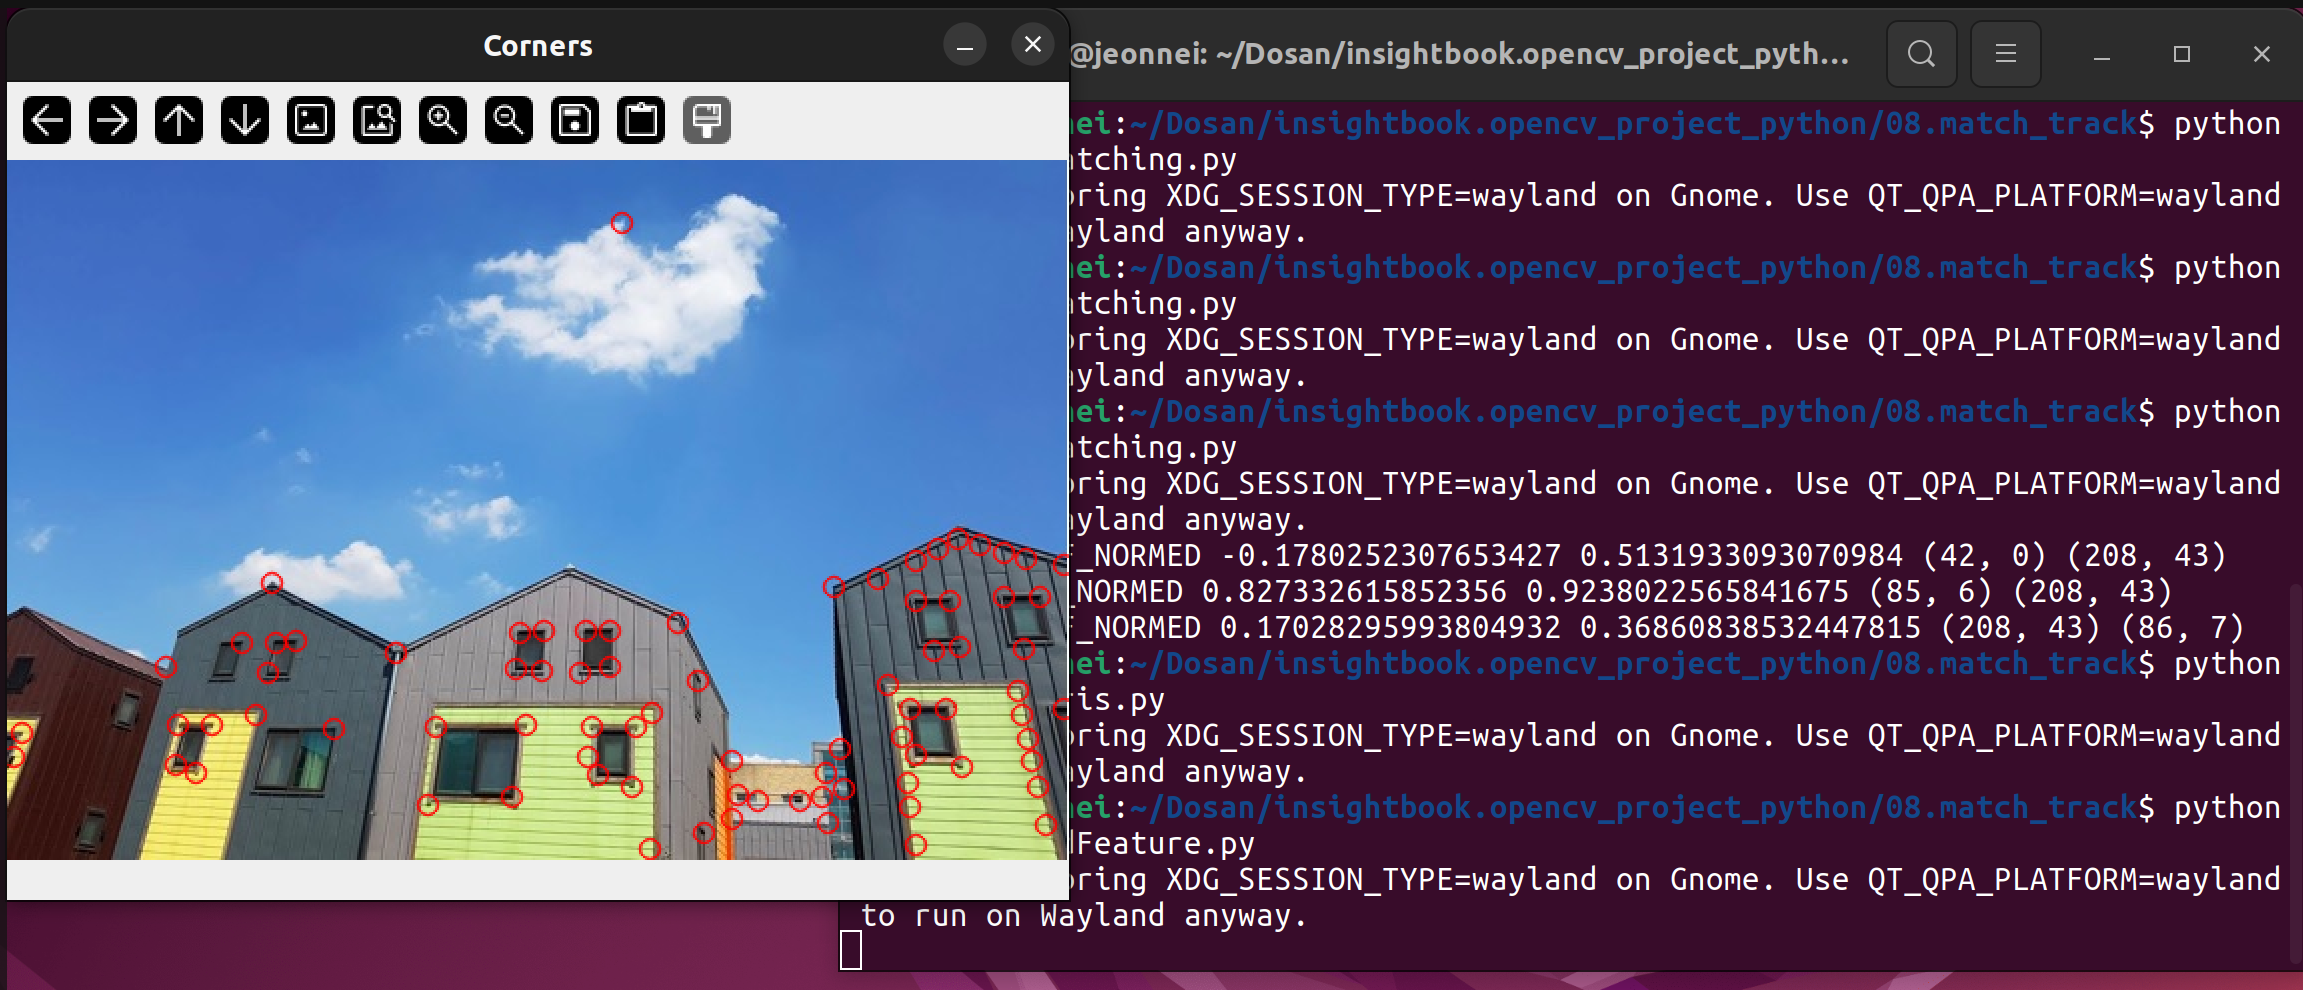 Corners
@jeonnei: ~/Dosan/insightbook.opencv_project_pyth...
ei:~/Dosan/insightbook.opencv_project_python/08.match_track$ python
tching.py
ring XDG_SESSION_TYPE=wayland on Gnome. Use QT_QPA_PLATFORM=wayland
yland anyway.
ei:~/Dosan/insightbook.opencv_project_python/08.match_track$ python
tching.py
ring XDG_SESSION_TYPE=wayland on Gnome. Use QT_QPA_PLATFORM=wayland
yland anyway.
ei:~/Dosan/insightbook.opencv_project_python/08.match_track$ python
tching.py
ring XDG_SESSION_TYPE=wayland on Gnome. Use QT_QPA_PLATFORM=wayland
yland anyway.
_NORMED -0.1780252307653427 0.5131933093070984 (42, 0) (208, 43)
NORMED 0.827332615852356 0.9238022565841675 (85, 6) (208, 43)
_NORMED 0.17028295993804932 0.36860838532447815 (208, 43) (86, 7)
ei:~/Dosan/insightbook.opencv_project_python/08.match_track$ python
is.py
ring XDG_SESSION_TYPE=wayland on Gnome. Use QT_QPA_PLATFORM=wayland
yland anyway.
ei:~/Dosan/insightbook.opencv_project_python/08.match_track$ python
Feature.py
ring XDG_SESSION_TYPE=wayland on Gnome. Use QT_QPA_PLATFORM=wayland
to run on Wayland anyway.